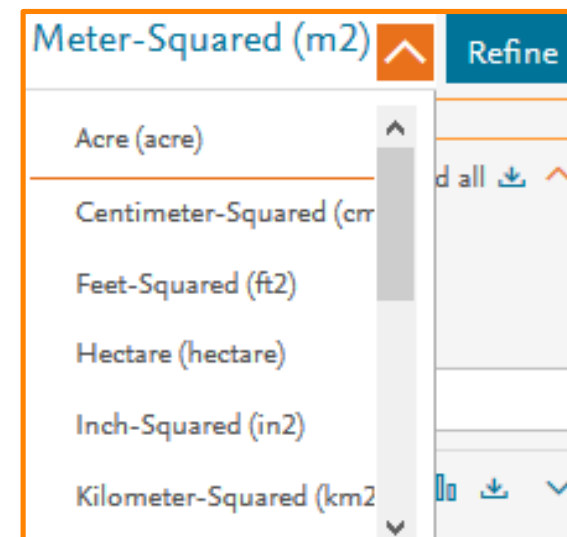 Meter-Squared (m2)
Refine
Acre (acre)
d all
Centimeter-Squared (cm
Feet-Squared (ft2)
Hectare (hectare)
Inch-Squared (in2)
Kilometer-Squared (km2